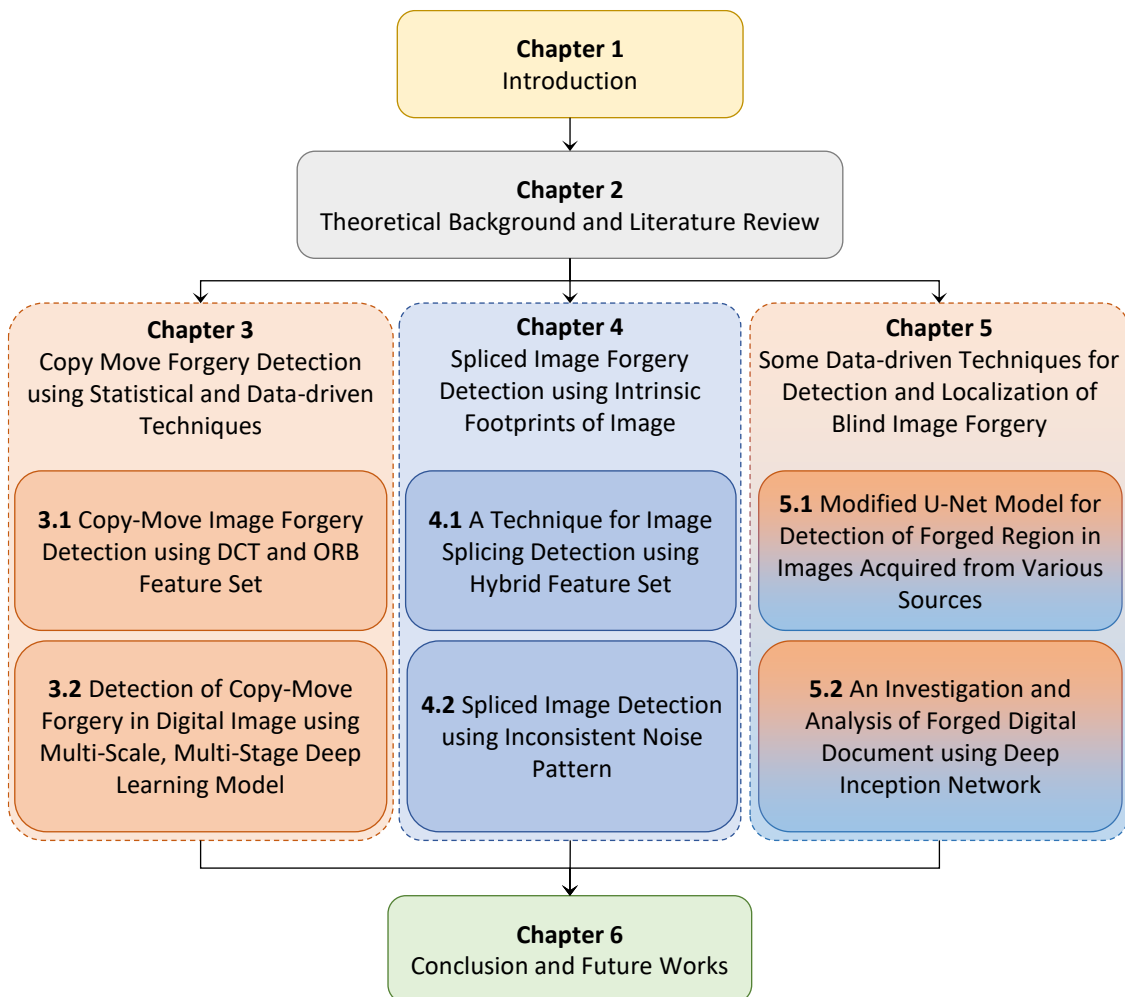 Chapter 1
Introduction
Chapter 2
Theoretical Background and Literature Review
Chapter 3
Copy Move Forgery Detection
using Statistical and Data-driven
Techniques
3.1 Copy-Move Image Forgery
Detection using DCT and ORB
Feature Set
3.2 Detection of Copy-Move
Forgery in Digital Image using
Multi-Scale, Multi-Stage Deep
Learning Model
Chapter 4
Spliced Image Forgery
Detection using Intrinsic
Footprints of Image
4.1 A Technique for Image
Splicing Detection using
Hybrid Feature Set
4.2 Spliced Image Detection
using Inconsistent Noise
Pattern
Chapter 5
Some Data-driven Techniques for
Detection and Localization of
Blind Image Forgery
5.1 Modified U-Net Model for
Detection of Forged Region in
Images Acquired from Various
Sources
5.2 An Investigation and
Analysis of Forged Digital
Document using Deep
Inception Network
Chapter 6
Conclusion and Future Works